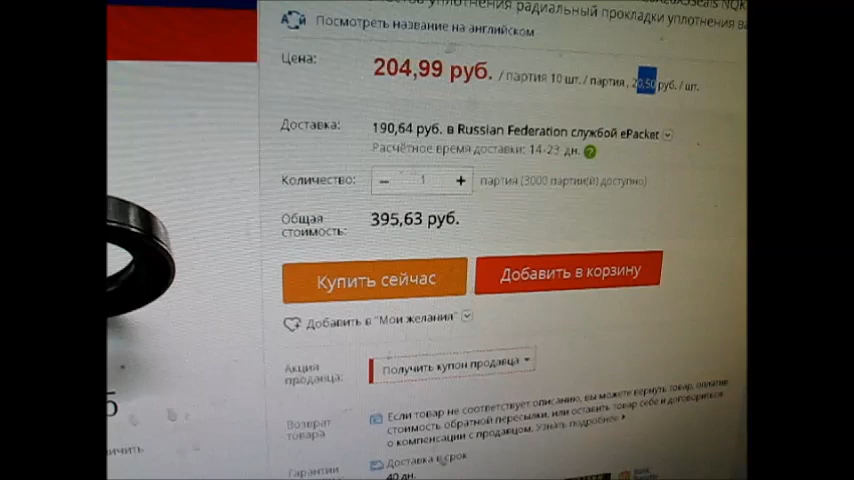 уплотнения радиальный прокладки уплотнения
Посмотреть название на английском
Цена:
204,99 руб. / партия 10 шт. / партия , 20,50 руб. / шт.
Доставка:
190,64 руб. в Russian Federation службой ePacket
Расчётное время доставки: 14-23 дн. ?
Количество:
− 1 + партия (3000 партии(й) доступно)
Общая
стоимость:
395,63 руб.
Купить сейчас
Добавить в корзину
Добавить в "Мои желания"
Акции
продавца:
Получить купон продавца
Возврат
товара
Если товар не соответствует описанию, вы можете вернуть товар, оплатив
стоимость обратной пересылки, или оставить товар себе и договориться
о компенсации с продавцом. Узнать подробнее
Гарантии
Доставка в срок
40 дн.